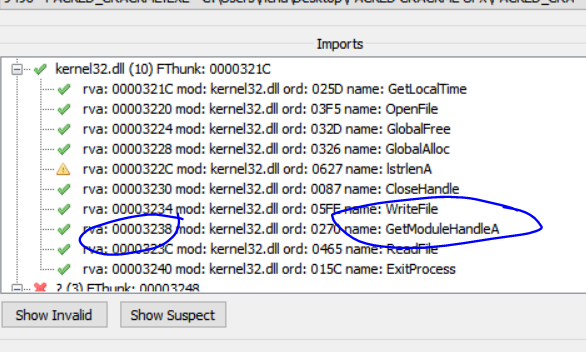 Imports
kernel32.dll (10) FThunk: 0000321C
rva: 0000321C mod: kernel32.dll ord: 025D name: GetLocalTime
rva: 00003220 mod: kernel32.dll ord: 03F5 name: OpenFile
rva: 00003224 mod: kernel32.dll ord: 032D name: GlobalFree
rva: 00003228 mod: kernel32.dll ord: 0326 name: GlobalAlloc
rva: 0000322C mod: kernel32.dll ord: 0627 name: lstrlenA
rva: 00003230 mod: kernel32.dll ord: 0087 name: CloseHandle
rva: 00003234 mod: kernel32.dll ord: 05FE name: WriteFile
rva: 00003238 mod: kernel32.dll ord: 0270 name: GetModuleHandleA
rva: 0000323C mod: kernel32.dll ord: 0465 name: ReadFile
rva: 00003240 mod: kernel32.dll ord: 015C name: ExitProcess
? (3) FThunk: 00003248
Show Invalid Show Suspect